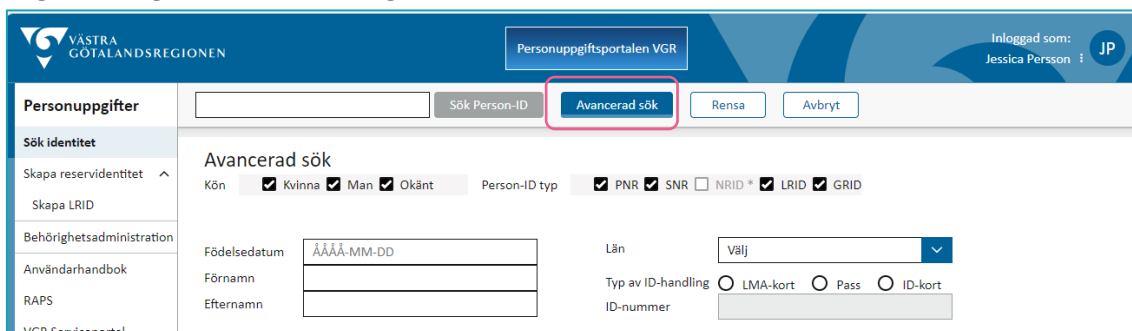 VÄSTRA
GÖTALANDSREGIONEN
Personuppgiftsportalen VGR
Inloggad som:
Jessica Persson
JP
Personuppgifter
Sök Person-ID
Avancerad sök
Rensa
Avbryt
Sök identitet
Skapa reservidentitet
Skapa LRID
Behörighetsadministration
Användarhandbok
RAPS
VGR Serviceportal
Avancerad sök
Kön Kvinna Man Okänt Person-ID typ PNR SNR NRID * LRID GRID
Födelsedatum ÅÅÅÅ-MM-DD
Förnamn
Efternamn
Län Välj
Typ av ID-handling LMA-kort Pass ID-kort
ID-nummer